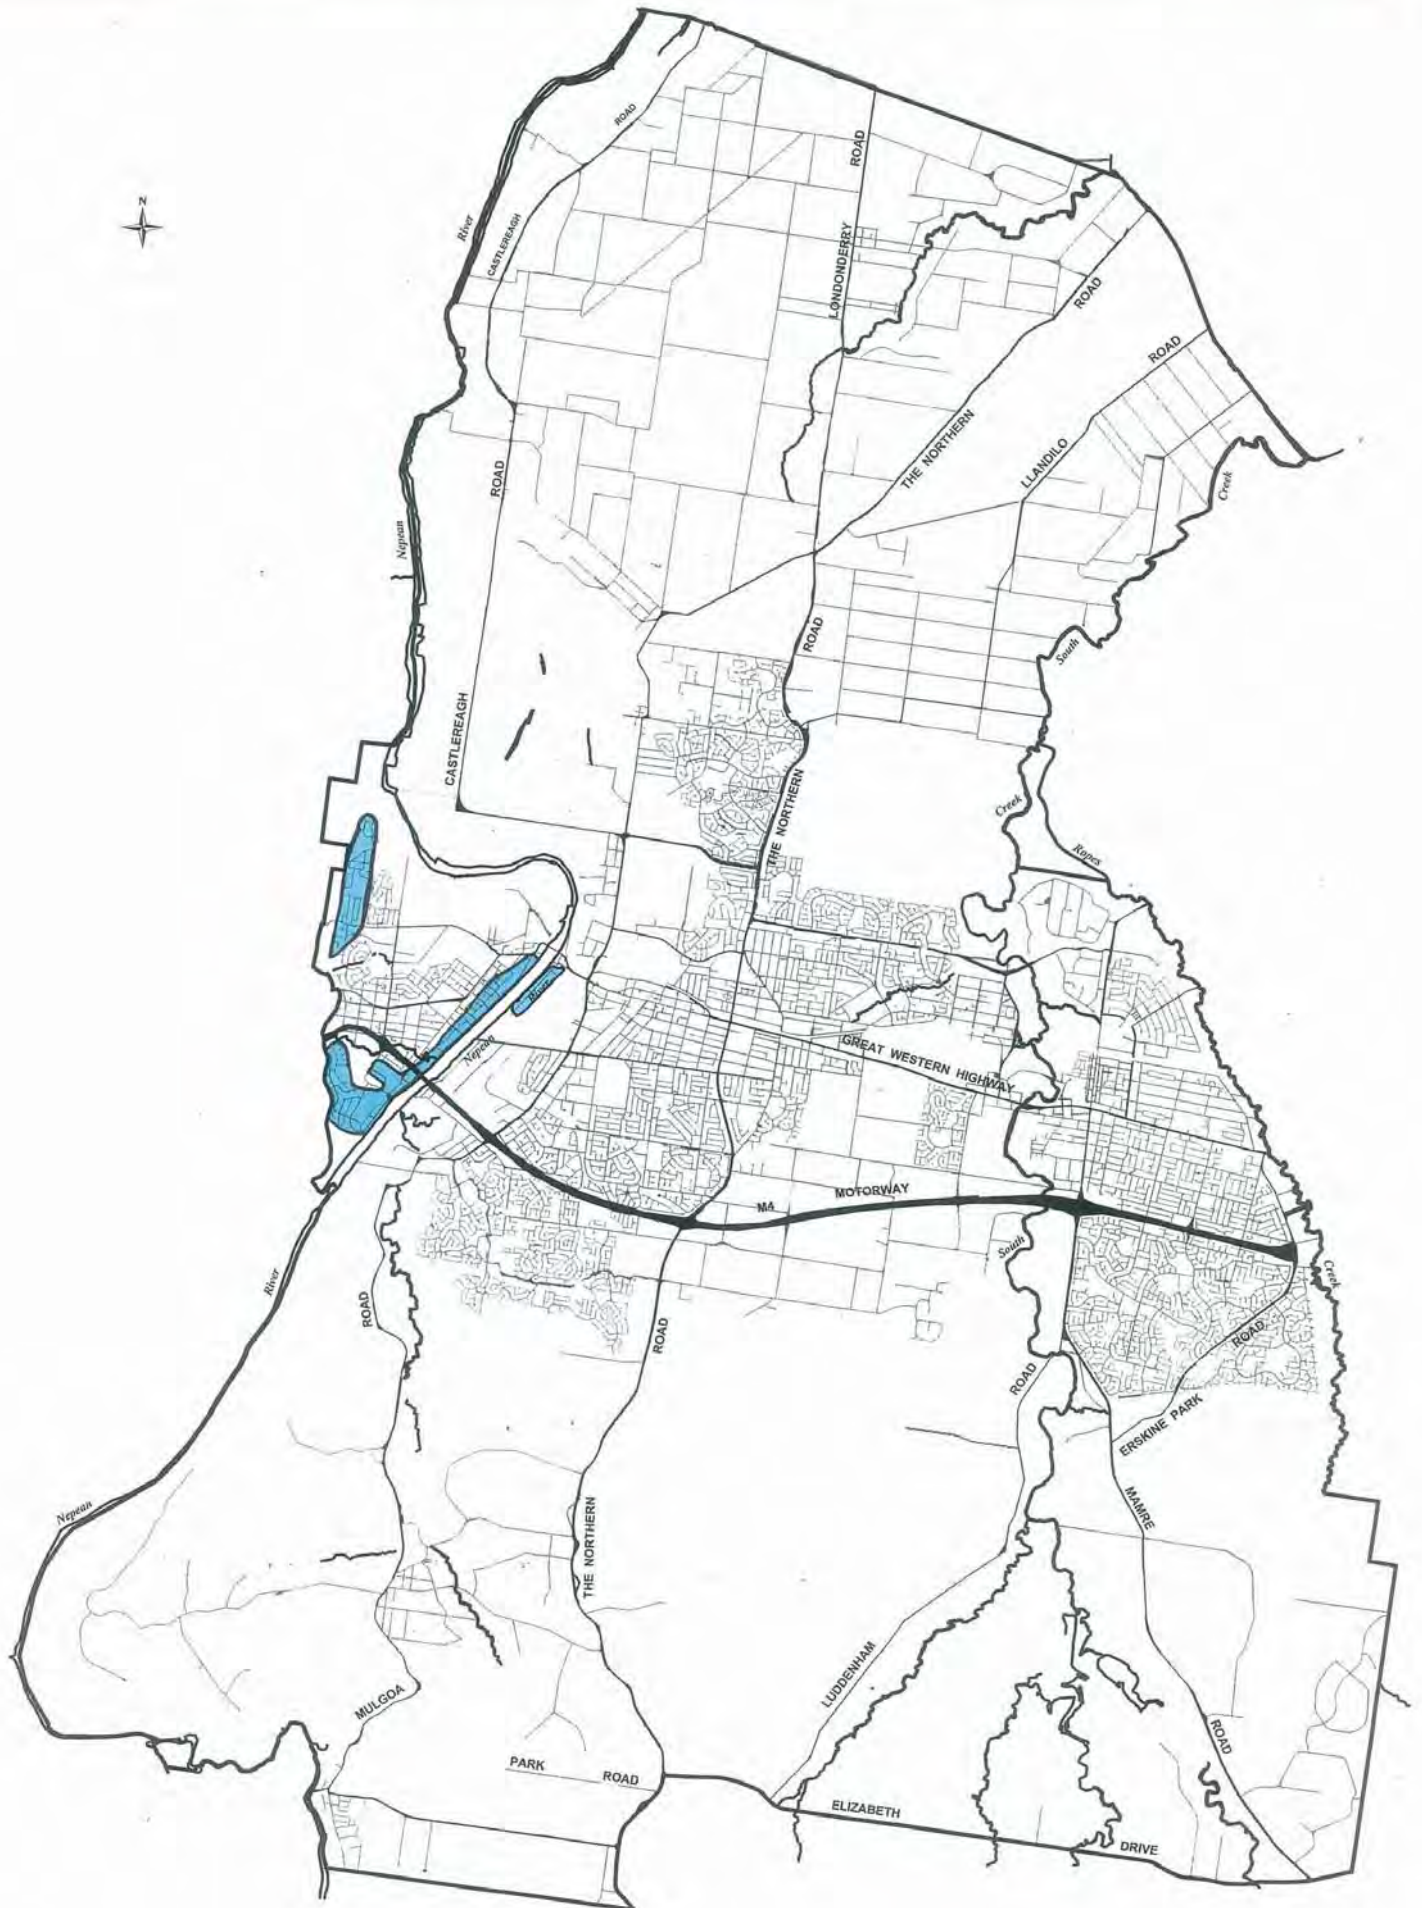 N
ROAD
ROAD
River
CASTLEREAGH
LONDONDERRY
ROAD
ROAD
THE NORTHERN
LLANDILO
ROAD
Creek
Nepean
ROAD
South
CASTLEREAGH
THE NORTHERN
Creek
Ropes
River
Nepean
GREAT WESTERN HIGHWAY
M4
MOTORWAY
South
Creek
River
ROAD
ROAD
ROAD
ROAD
ERSKINE PARK
Nepean
THE NORTHERN
MAMRE
MULGOA
LUDDENHAM
ROAD
PARK
ROAD
ELIZABETH
DRIVE